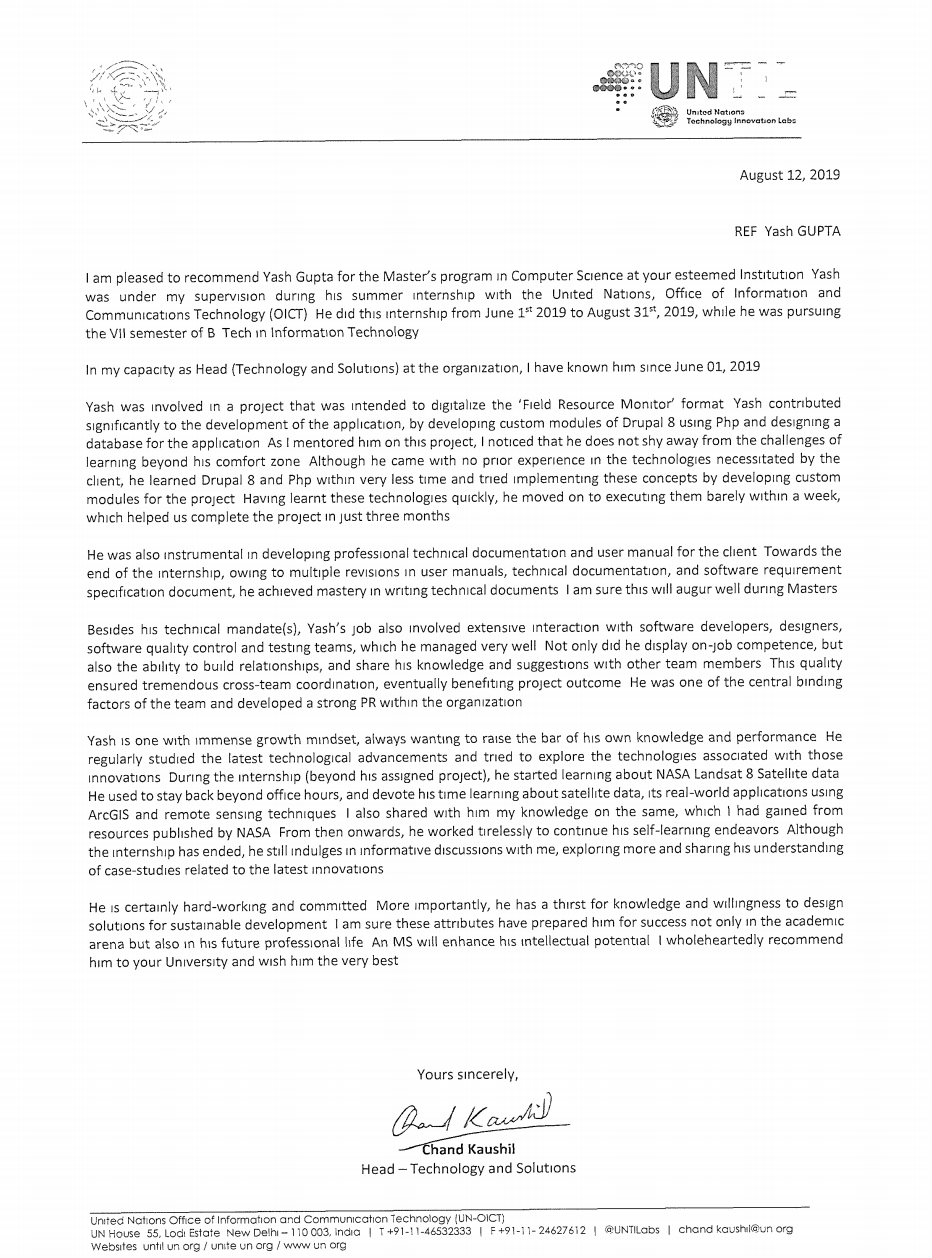 UN
United Nations
Technology Innovation Labs
August 12, 2019
REF Yash GUPTA
I am pleased to recommend Yash Gupta for the Master's program in Computer Science at your esteemed Institution Yash
was under my supervision during his summer internship with the United Nations, Office of Information and
Communications Technology (OICT) He did this internship from June 1st 2019 to August 31st, 2019, while he was pursuing
the VII semester of B Tech in Information Technology
In my capacity as Head (Technology and Solutions) at the organization, I have known him since June 01, 2019
Yash was involved in a project that was intended to digitalize the 'Field Resource Monitor' format Yash contributed
significantly to the development of the application, by developing custom modules of Drupal 8 using Php and designing a
database for the application As I mentored him on this project, I noticed that he does not shy away from the challenges of
learning beyond his comfort zone Although he came with no prior experience in the technologies necessitated by the
client, he learned Drupal 8 and Php within very less time and tried implementing these concepts by developing custom
modules for the project Having learnt these technologies quickly, he moved on to executing them barely within a week,
which helped us complete the project in just three months
He was also instrumental in developing professional technical documentation and user manual for the client Towards the
end of the internship, owing to multiple revisions in user manuals, technical documentation, and software requirement
specification document, he achieved mastery in writing technical documents I am sure this will augur well during Masters
Besides his technical mandate(s), Yash's job also involved extensive interaction with software developers, designers,
software quality control and testing teams, which he managed very well Not only did he display on-job competence, but
also the ability to build relationships, and share his knowledge and suggestions with other team members This quality
ensured tremendous cross-team coordination, eventually benefiting project outcome He was one of the central binding
factors of the team and developed a strong PR within the organization
Yash is one with immense growth mindset, always wanting to raise the bar of his own knowledge and performance He
regularly studied the latest technological advancements and tried to explore the technologies associated with those
innovations During the internship (beyond his assigned project), he started learning about NASA Landsat 8 Satellite data
He used to stay back beyond office hours, and devote his time learning about satellite data, its real-world applications using
ArcGIS and remote sensing techniques I also shared with him my knowledge on the same, which I had gained from
resources published by NASA From then onwards, he worked tirelessly to continue his self-learning endeavors Although
the internship has ended, he still indulges in informative discussions with me, exploring more and sharing his understanding
of case-studies related to the latest innovations
He is certainly hard-working and committed More importantly, he has a thirst for knowledge and willingness to design
solutions for sustainable development I am sure these attributes have prepared him for success not only in the academic
arena but also in his future professional life An MS will enhance his intellectual potential I wholeheartedly recommend
him to your University and wish him the very best
Yours sincerely,
Chand Kaushil
Chand Kaushil
Head – Technology and Solutions
United Nations Office of Information and Communication Technology (UN-OICT)
UN House 55, Lodi Estate New Delhi – 110 003, India | T +91-11-46532333 | F +91-11- 24627612 | @UNTILabs | chand kaushil@un org
Websites until un org / unite un org / www un org